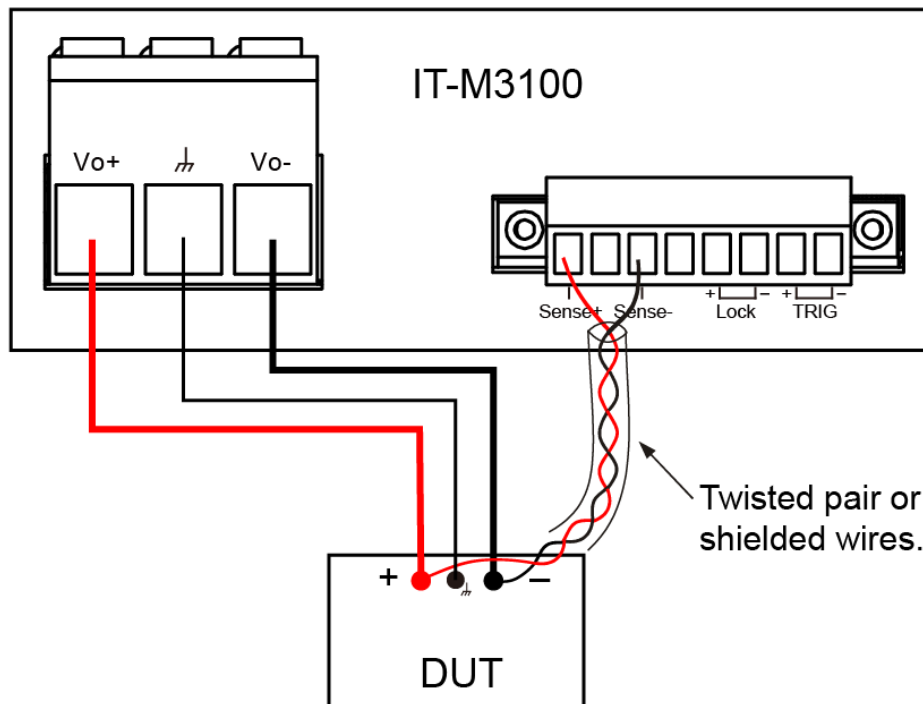 IT-M3100
Vo+
Vo-
Sense+
Sense-
+ −
Lock
+ −
TRIG
Twisted pair or
shielded wires.
+ −
DUT